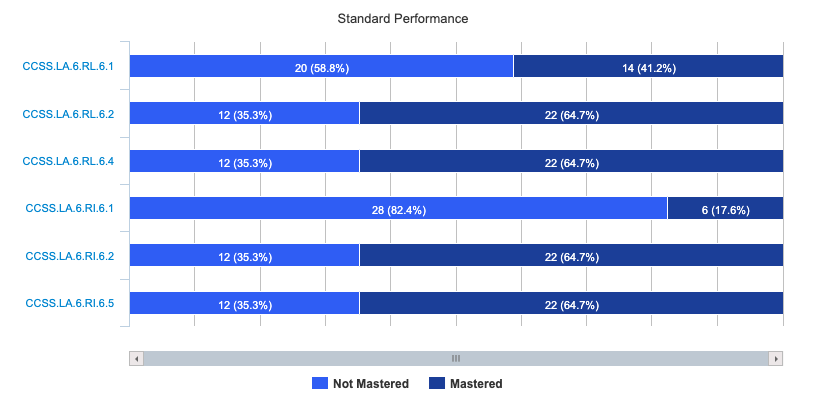 Standard Performance
CCSS.LA.6.RL.6.1 20 (58.8%) 14 (41.2%)
CCSS.LA.6.RL.6.2 12 (35.3%) 22 (64.7%)
CCSS.LA.6.RL.6.4 12 (35.3%) 22 (64.7%)
CCSS.LA.6.RI.6.1 28 (82.4%) 6 (17.6%)
CCSS.LA.6.RI.6.2 12 (35.3%) 22 (64.7%)
CCSS.LA.6.RI.6.5 12 (35.3%) 22 (64.7%)
Not Mastered Mastered